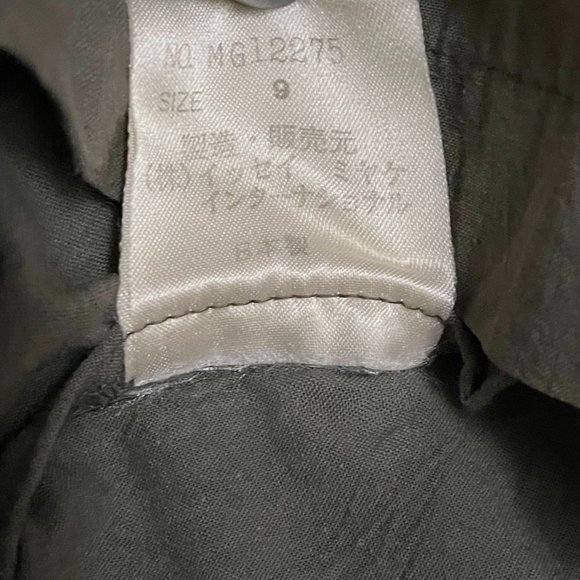 NO. MG12275
SIZE 9
製造・販売元
(株)イッセイ ミヤケ
インターナショナル
日本製